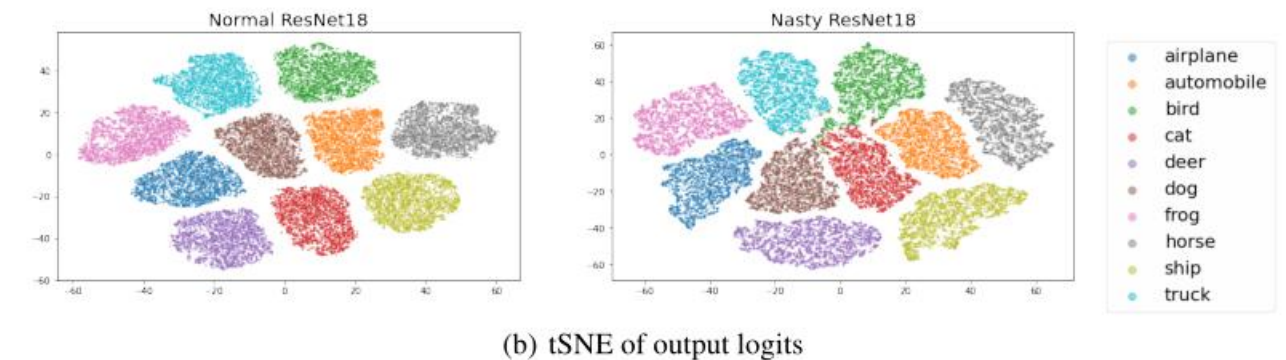 Normal ResNet18
Nasty ResNet18
40
20
0
−20
−40
−60
−60
−40
−20
0
20
40
60
60
40
20
0
−20
−40
−60
−60
−40
−20
0
20
40
60
airplane
automobile
bird
cat
deer
dog
frog
horse
ship
truck
(b) tSNE of output logits